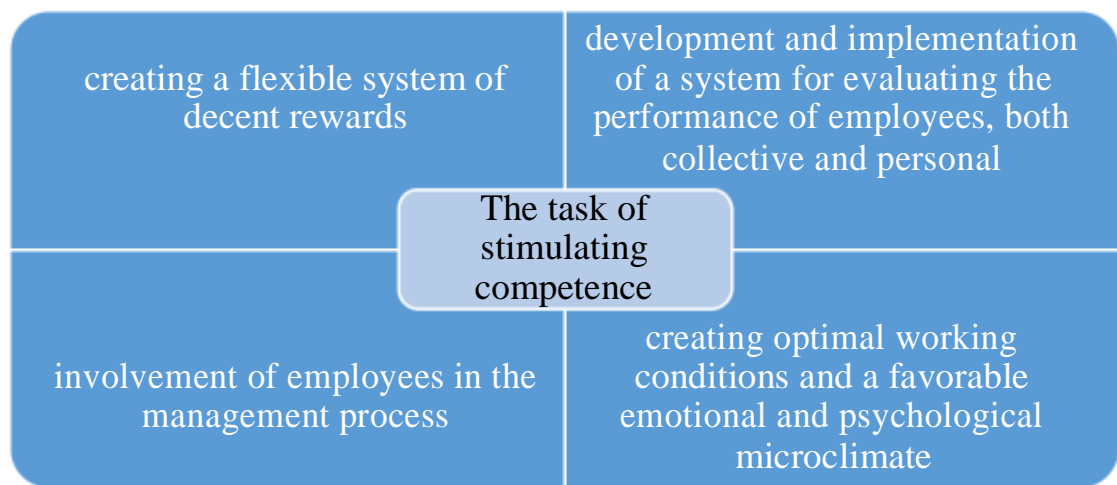 creating a flexible system of
decent rewards
development and implementation
of a system for evaluating the
performance of employees, both
collective and personal
The task of
stimulating
competence
involvement of employees in the
management process
creating optimal working
conditions and a favorable
emotional and psychological
microclimate